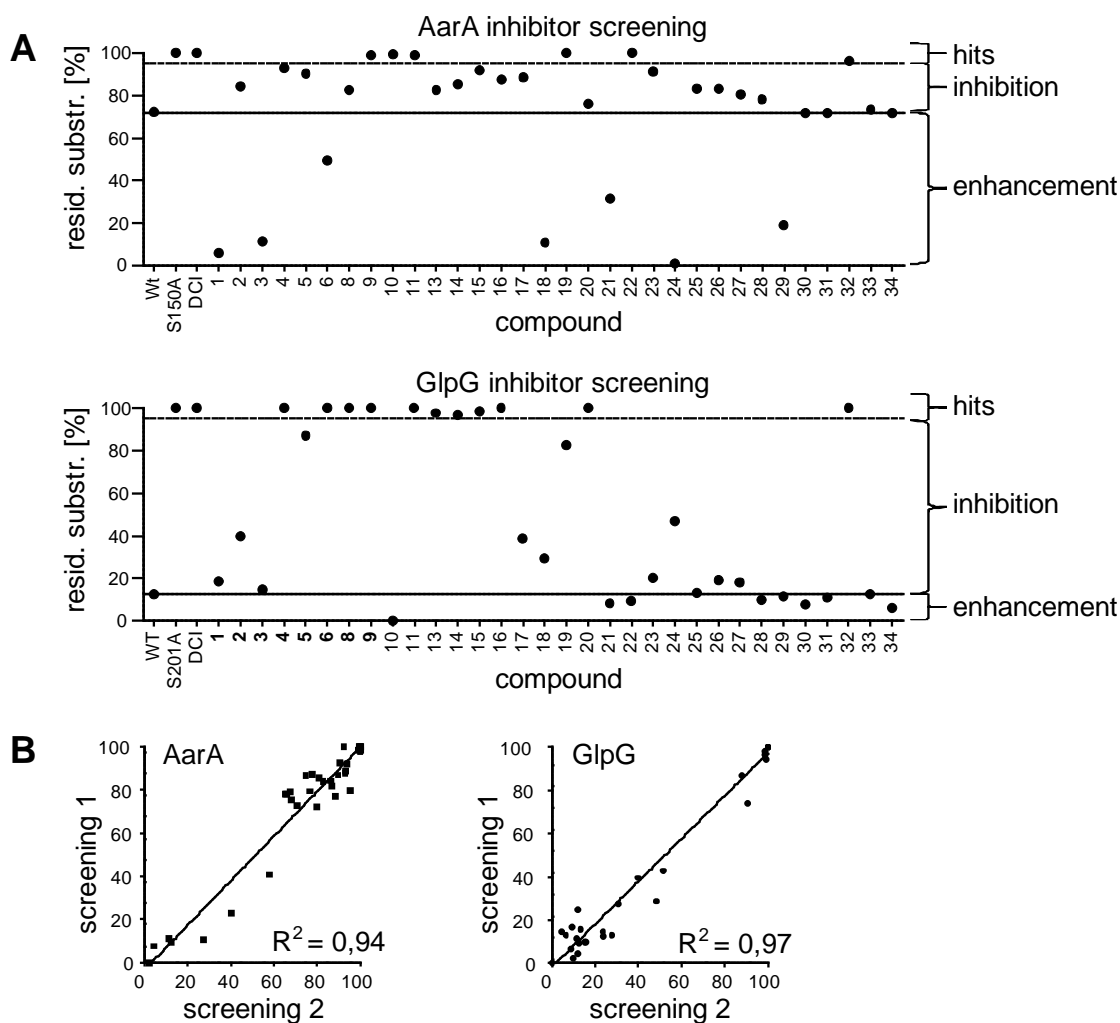 A
AarA inhibitor screening
resid. substr. [%]
100
80
60
40
20
0
hits
inhibition
enhancement
Wt S150A DCI 1 2 3 4 5 6 8 9 10 11 13 14 15 16 17 18 19 20 21 22 23 24 25 26 27 28 29 30 31 32 33 34
compound
GlpG inhibitor screening
resid. substr. [%]
100
80
60
40
20
0
hits
inhibition
enhancement
WT S201A DCI 1 2 3 4 5 6 8 9 10 11 13 14 15 16 17 18 19 20 21 22 23 24 25 26 27 28 29 30 31 32 33 34
compound
B
AarA
screening 1
100
80
60
40
20
0
R² = 0,94
0 20 40 60 80 100
screening 2
GlpG
screening 1
100
80
60
40
20
0
R² = 0,97
0 20 40 60 80 100
screening 2